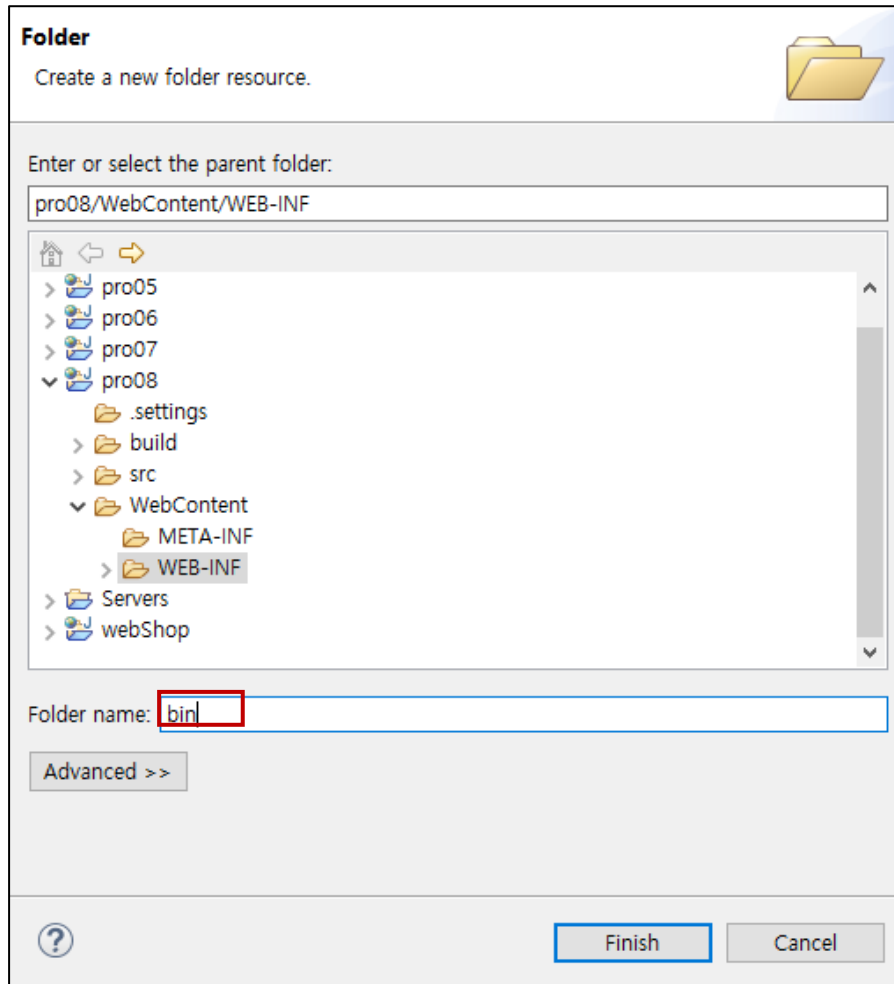 Folder
Create a new folder resource.
Enter or select the parent folder:
pro08/WebContent/WEB-INF
pro05
pro06
pro07
pro08
.settings
build
src
WebContent
META-INF
WEB-INF
Servers
webShop
Folder name: bin
Advanced >>
? Finish Cancel